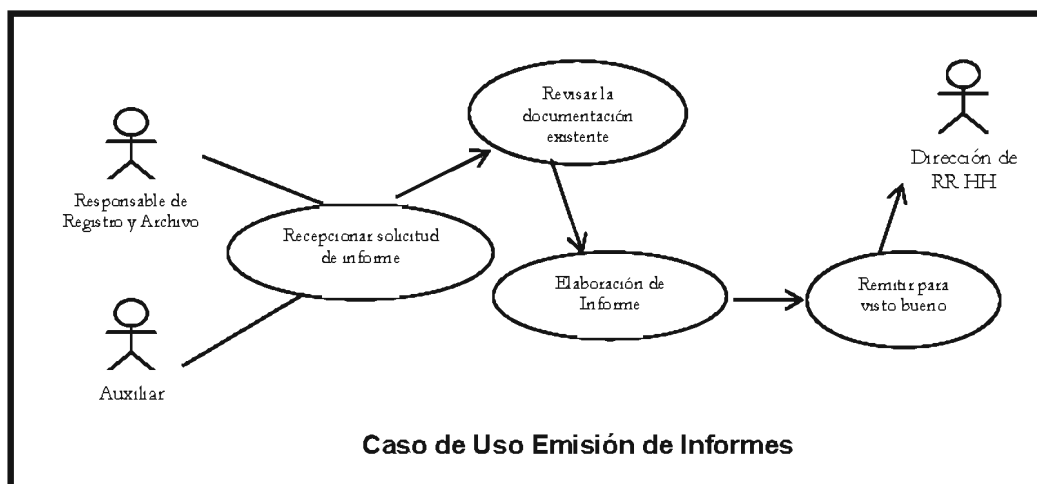 Revisar la
documentación
existente
Dirección de
RR HH
Responsable de
Registro y Archivo
Recepcionar solicitud
de informe
Elaboración de
Informe
Remitir para
visto bueno
Auxiliar
Caso de Uso Emisión de Informes